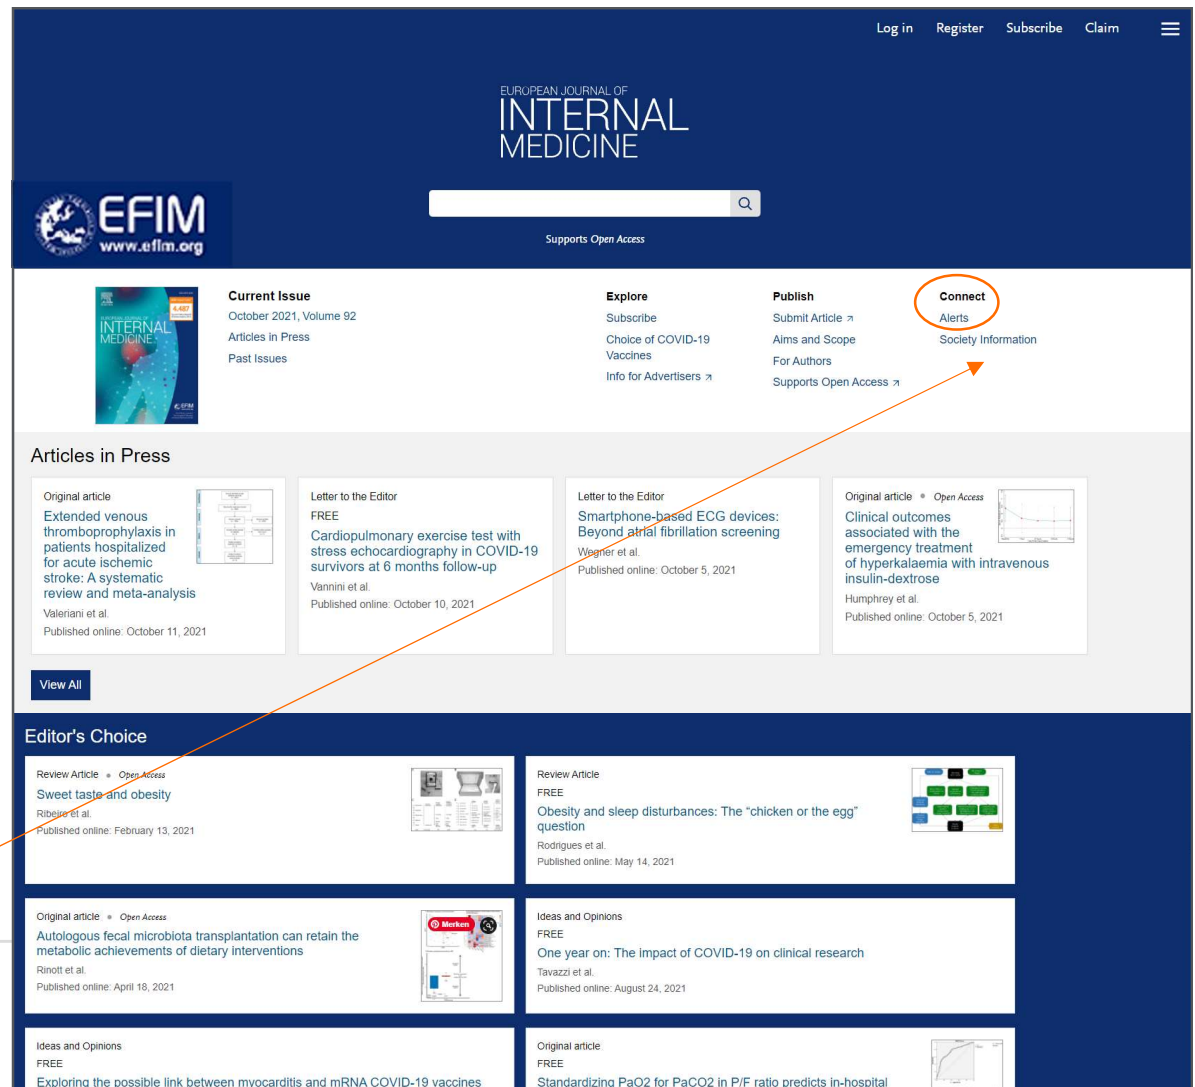 Log in Register Subscribe Claim
EUROPEAN JOURNAL OF
INTERNAL
MEDICINE
EFIM
www.efim.org
Supports Open Access
4.487
EUROPEAN JOURNAL OF
INTERNAL
MEDICINE
EFIM
Current Issue
October 2021, Volume 92
Articles in Press
Past Issues
Explore
Subscribe
Choice of COVID-19
Vaccines
Info for Advertisers
Publish
Submit Article
Aims and Scope
For Authors
Supports Open Access
Connect
Alerts
Society Information
Articles in Press
Original article
Extended venous
thromboprophylaxis in
patients hospitalized
for acute ischemic
stroke: A systematic
review and meta-analysis
Valeriani et al.
Published online: October 11, 2021
Letter to the Editor
FREE
Cardiopulmonary exercise test with
stress echocardiography in COVID-19
survivors at 6 months follow-up
Vannini et al.
Published online: October 10, 2021
Letter to the Editor
Smartphone-based ECG devices:
Beyond atrial fibrillation screening
Wegner et al.
Published online: October 5, 2021
Original article • Open Access
Clinical outcomes
associated with the
emergency treatment
of hyperkalaemia with intravenous
insulin-dextrose
Humphrey et al.
Published online: October 5, 2021
View All
Editor's Choice
Review Article • Open Access
Sweet taste and obesity
Ribeiro et al.
Published online: February 13, 2021
Review Article
FREE
Obesity and sleep disturbances: The “chicken or the egg”
question
Rodrigues et al.
Published online: May 14, 2021
Original article • Open Access
Autologous fecal microbiota transplantation can retain the
metabolic achievements of dietary interventions
Rinott et al.
Published online: April 18, 2021
Merken
Ideas and Opinions
FREE
One year on: The impact of COVID-19 on clinical research
Tavazzi et al.
Published online: August 24, 2021
Ideas and Opinions
FREE
Exploring the possible link between myocarditis and mRNA COVID-19 vaccines
Original article
FREE
Standardizing PaO2 for PaCO2 in P/F ratio predicts in-hospital